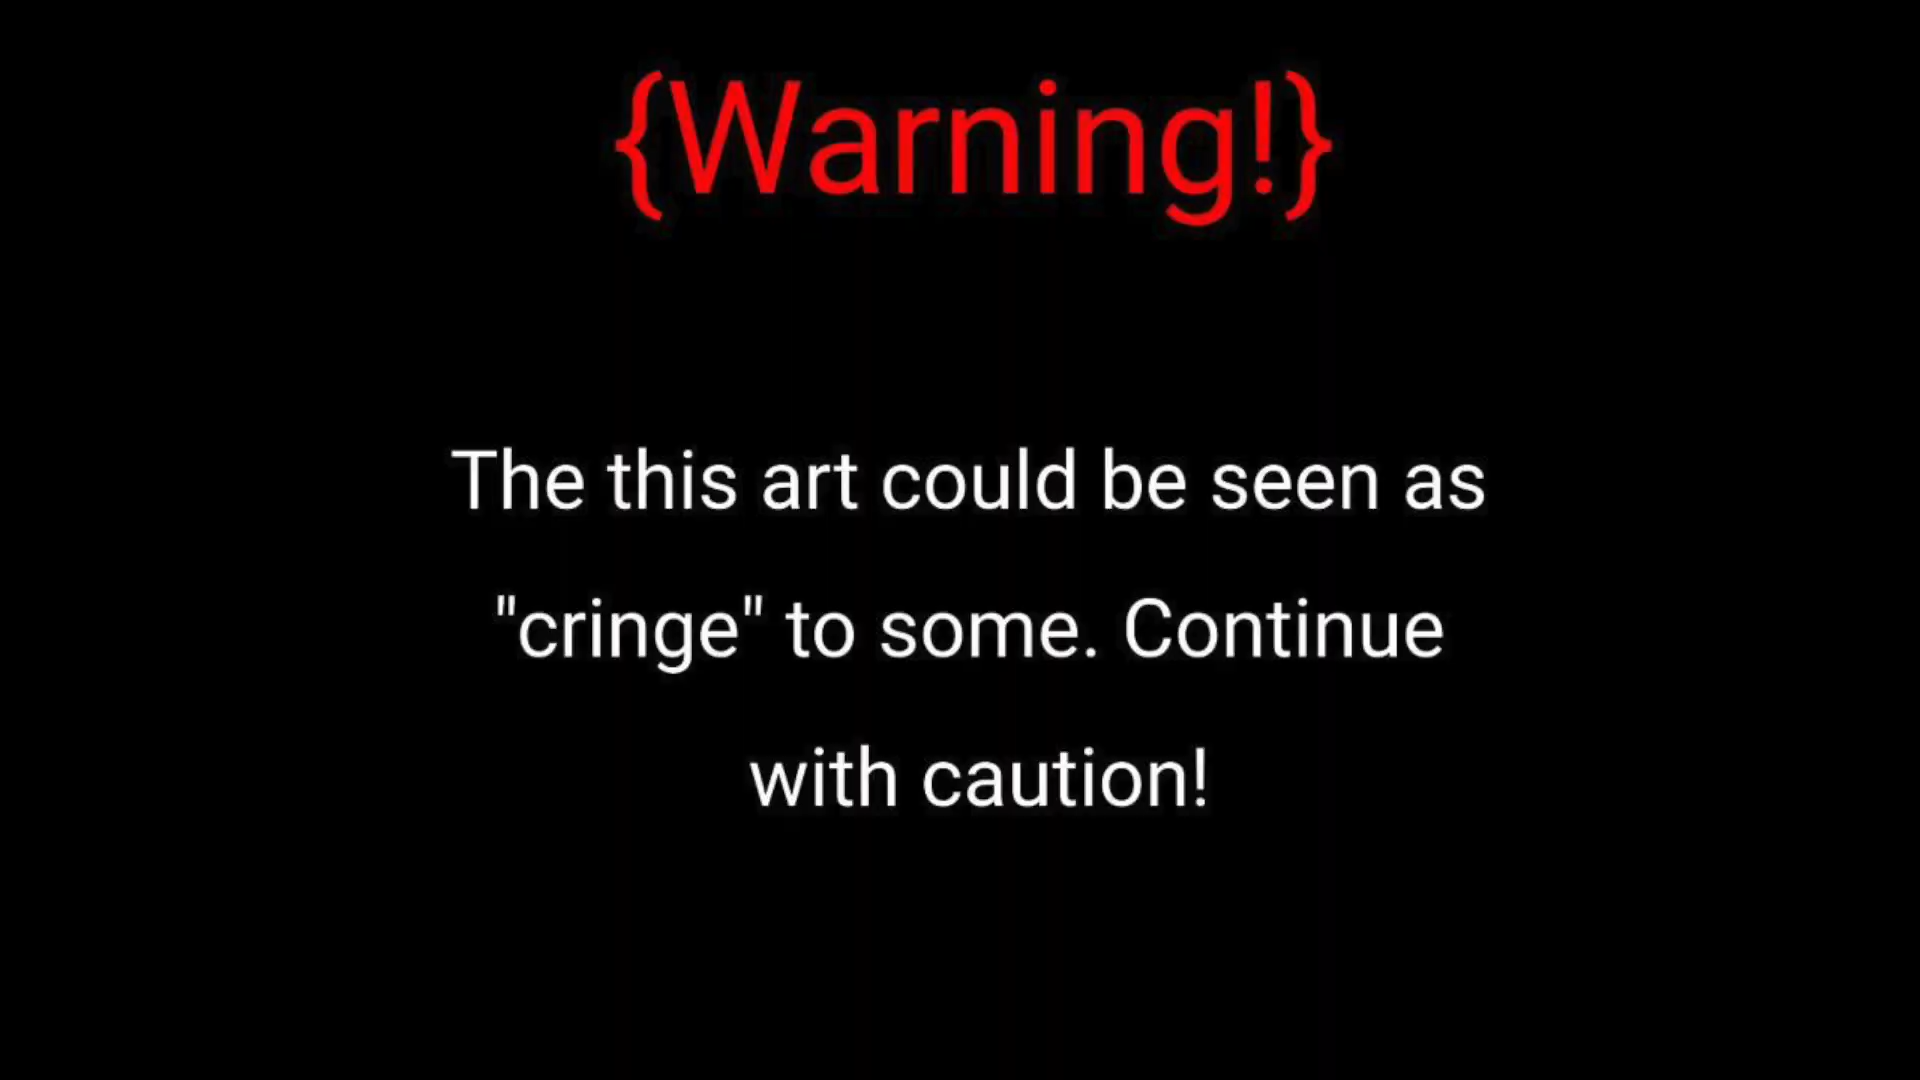 {Warning!}
The this art could be seen as
"cringe" to some. Continue
with caution!